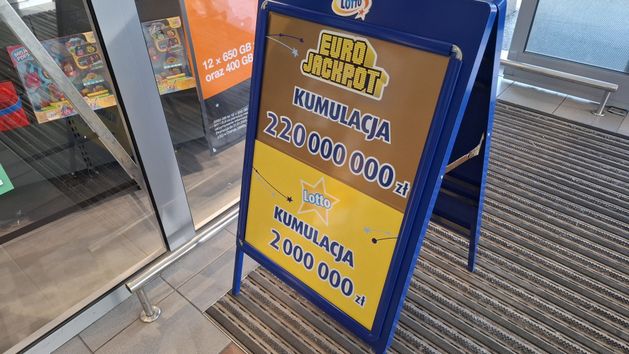 LOTTO
EURO
JACKPOT
KUMULACJA
220 000 000 zł
Lotto
KUMULACJA
2 000 000 zł
12 x 650 GB
oraz 400 GB